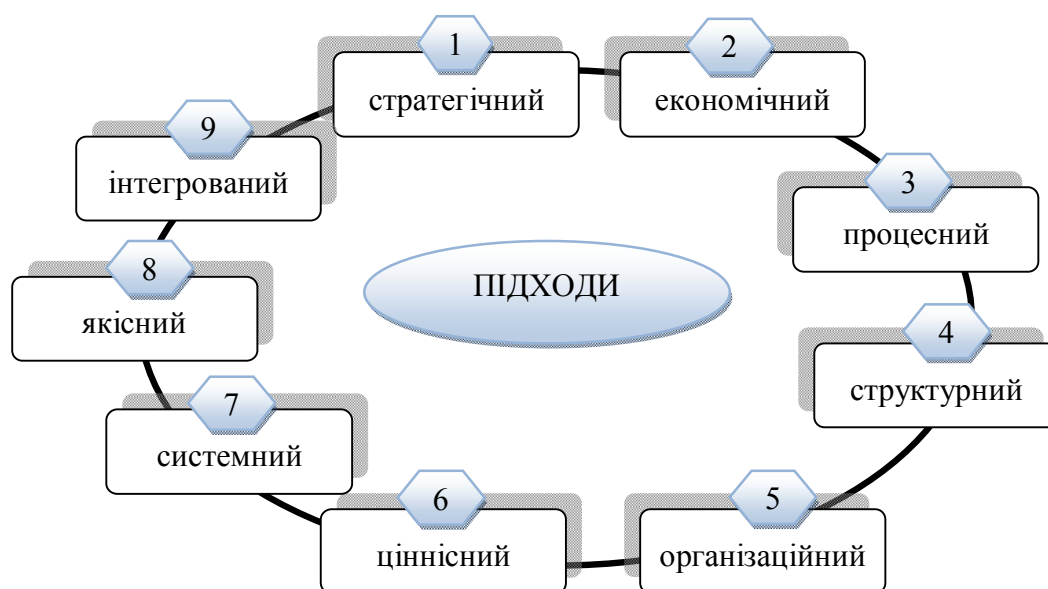 1
стратегічний
2
економічний
3
процесний
4
структурний
5
організаційний
6
ціннісний
7
системний
8
якісний
9
інтегрований
ПІДХОДИ